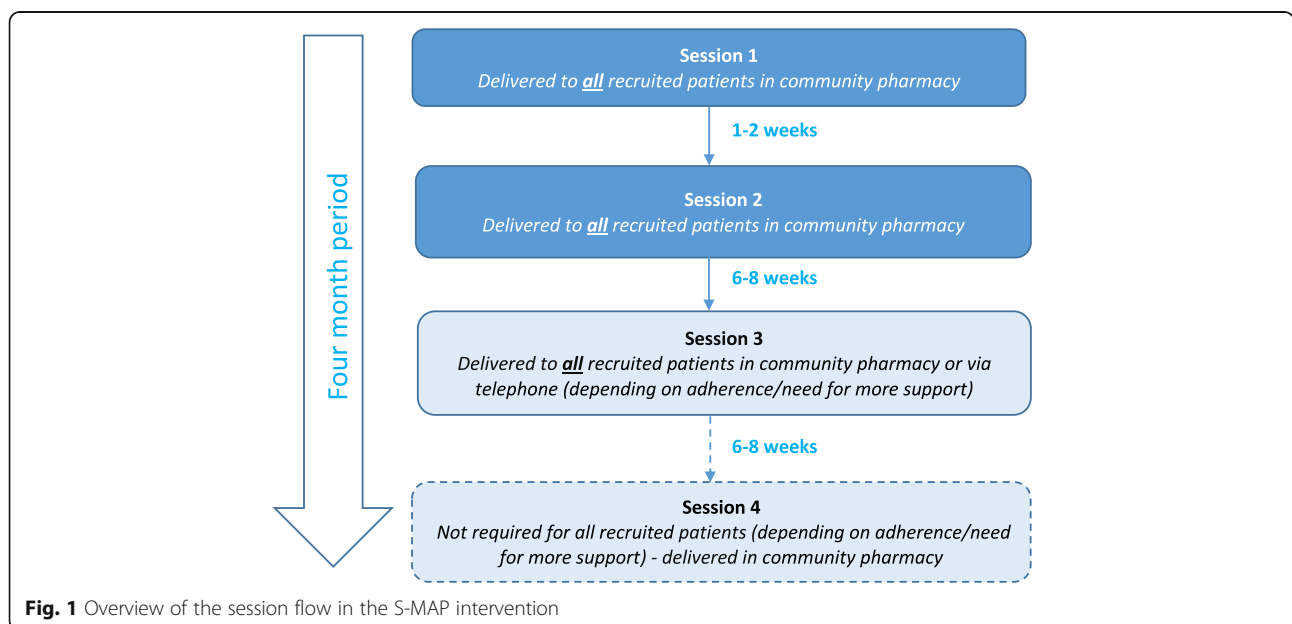 Four month period
Session 1
Delivered to all recruited patients in community pharmacy
1-2 weeks
Session 2
Delivered to all recruited patients in community pharmacy
6-8 weeks
Session 3
Delivered to all recruited patients in community pharmacy or via
telephone (depending on adherence/need for more support)
6-8 weeks
Session 4
Not required for all recruited patients (depending on adherence/need
for more support) - delivered in community pharmacy
Fig. 1 Overview of the session flow in the S-MAP intervention